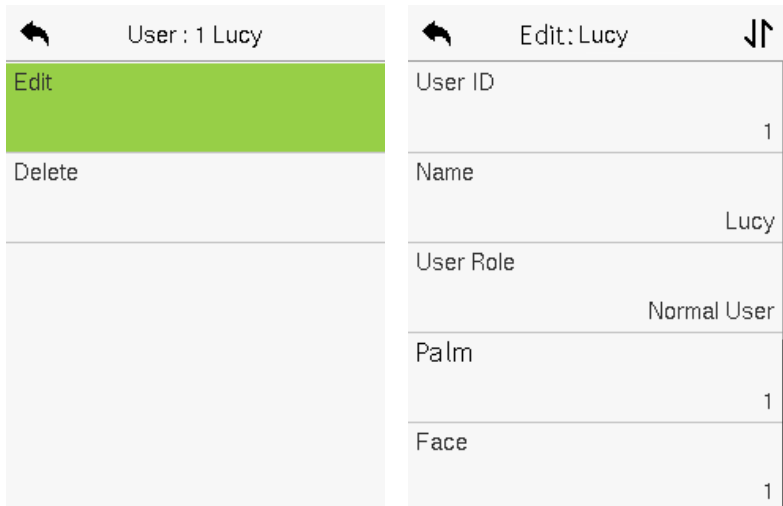 User : 1 Lucy
Edit
Delete
Edit: Lucy
User ID
1
Name
Lucy
User Role
Normal User
Palm
1
Face
1